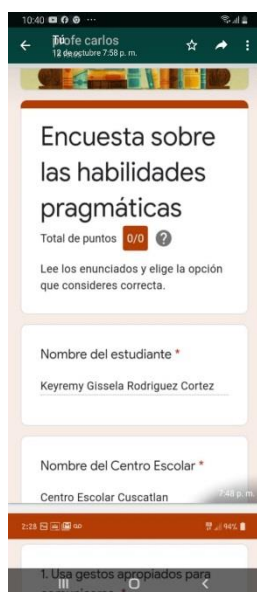 10:40
profe carlos
12 de octubre 7:58 p. m.
Encuesta sobre
las habilidades
pragmáticas
Total de puntos 0/0 ?
Lee los enunciados y elige la opción
que consideres correcta.
Nombre del estudiante *
Keyremy Gissela Rodriguez Cortez
Nombre del Centro Escolar *
Centro Escolar Cuscatlan
7:48 p. m.
2:28
94%
1. Usa gestos apropiados para